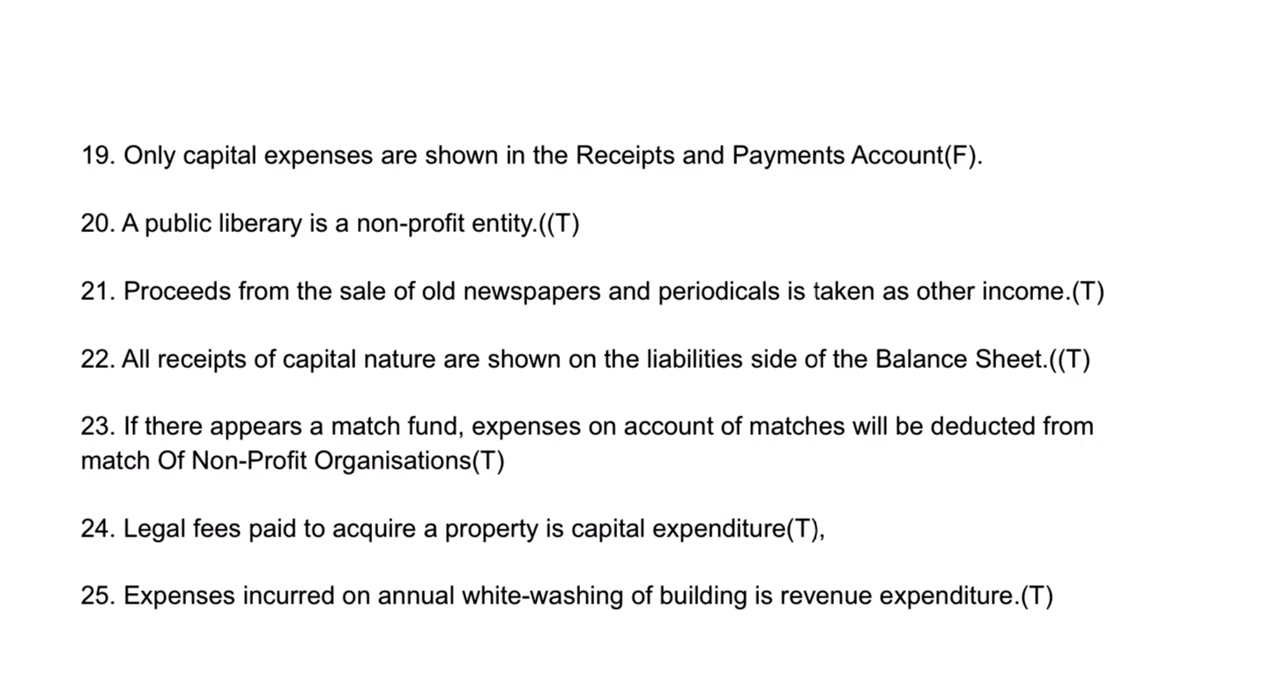 19. Only capital expenses are shown in the Receipts and Payments Account(F).
20. A public liberary is a non-profit entity.((T)
21. Proceeds from the sale of old newspapers and periodicals is taken as other income.(T)
22. All receipts of capital nature are shown on the liabilities side of the Balance Sheet.((T)
23. If there appears a match fund, expenses on account of matches will be deducted from
match Of Non-Profit Organisations(T)
24. Legal fees paid to acquire a property is capital expenditure(T),
25. Expenses incurred on annual white-washing of building is revenue expenditure.(T)